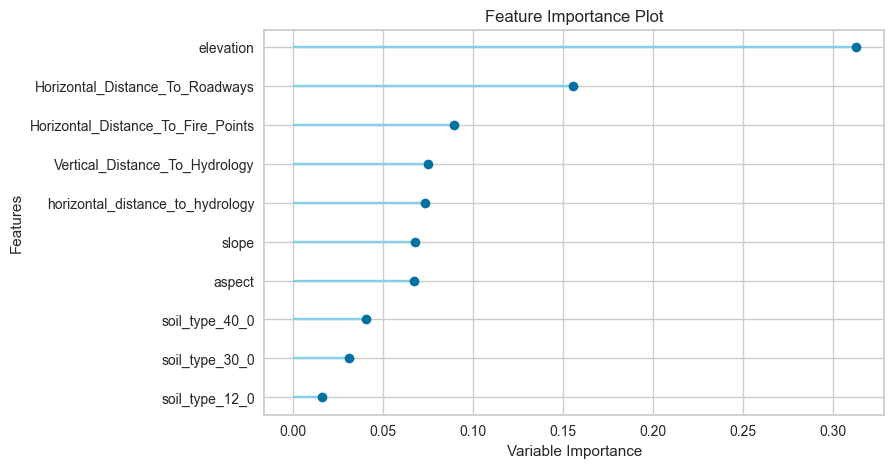 Feature Importance Plot
elevation
Horizontal_Distance_To_Roadways
Horizontal_Distance_To_Fire_Points
Vertical_Distance_To_Hydrology
horizontal_distance_to_hydrology
slope
aspect
soil_type_40_0
soil_type_30_0
soil_type_12_0
Features
0.00 0.05 0.10 0.15 0.20 0.25 0.30
Variable Importance